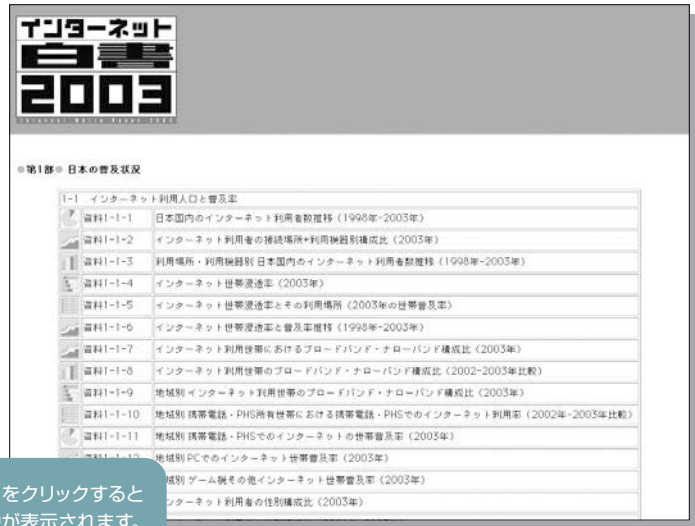 インターネット
白書
2003
Internet White Paper 2003
●第1部● 日本の普及状況
1-1 インターネット利用人口と普及率
資料1-1-1 日本国内のインターネット利用者数推移（1998年-2003年）
資料1-1-2 インターネット利用者の接続場所+利用機器別構成比（2003年）
資料1-1-3 利用場所・利用機器別 日本国内のインターネット利用者数推移（1998年-2003年）
資料1-1-4 インターネット世帯浸透率（2003年）
資料1-1-5 インターネット世帯浸透率とその利用場所（2003年の世帯普及率）
資料1-1-6 インターネット世帯浸透率と普及率推移（1998年-2003年）
資料1-1-7 インターネット利用世帯におけるブロードバンド・ナローバンド構成比（2003年）
資料1-1-8 インターネット利用世帯のブロードバンド・ナローバンド構成比（2002-2003年比較）
資料1-1-9 地域別 インターネット利用世帯のブロードバンド・ナローバンド構成比（2003年）
資料1-1-10 地域別 携帯電話・PHS所有世帯における携帯電話・PHSでのインターネット利用率（2002年-2003年比較）
資料1-1-11 地域別 携帯電話・PHSでのインターネットの世帯普及率（2003年）
地域別 PCでのインターネット世帯普及率（2003年）
域別 ゲーム機その他インターネット世帯普及率（2003年）
ンターネット利用者の性別構成比（2003年）
をクリックすると
が表示されます。